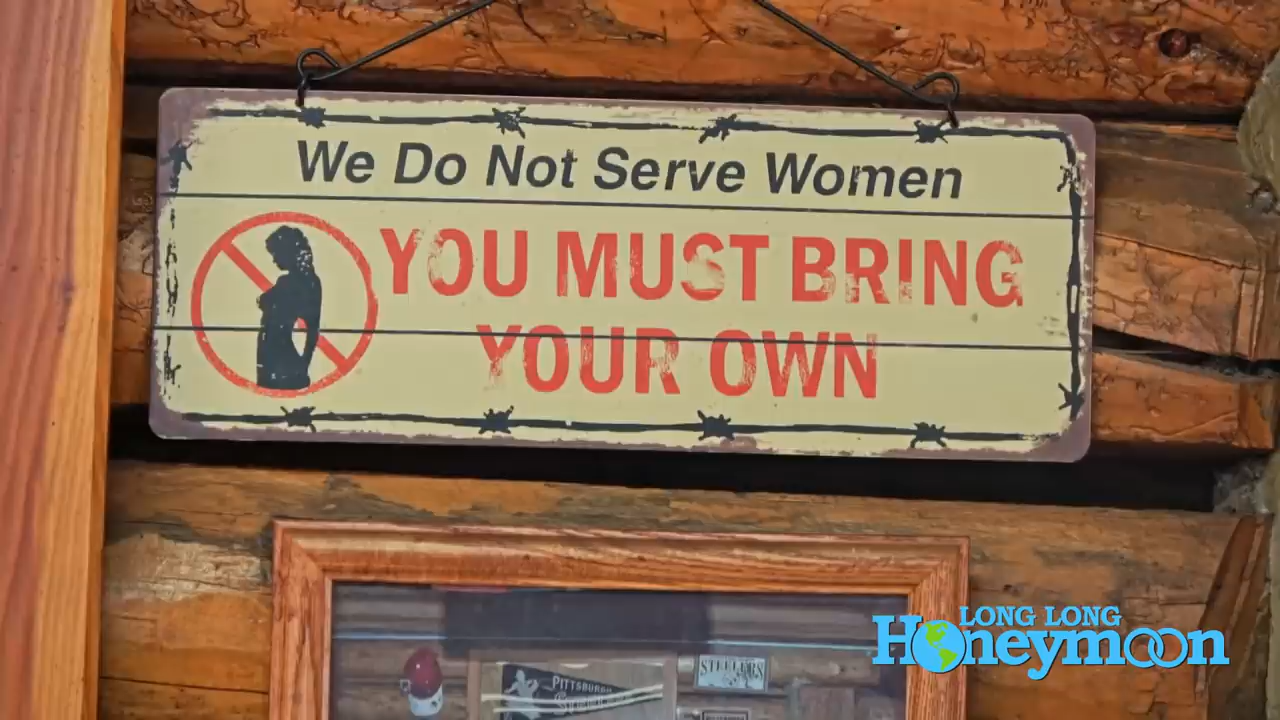 We Do Not Serve Women
YOU MUST BRING
YOUR OWN
LONG LONG
Honeymoon
STEELERS
PITTSBURGH